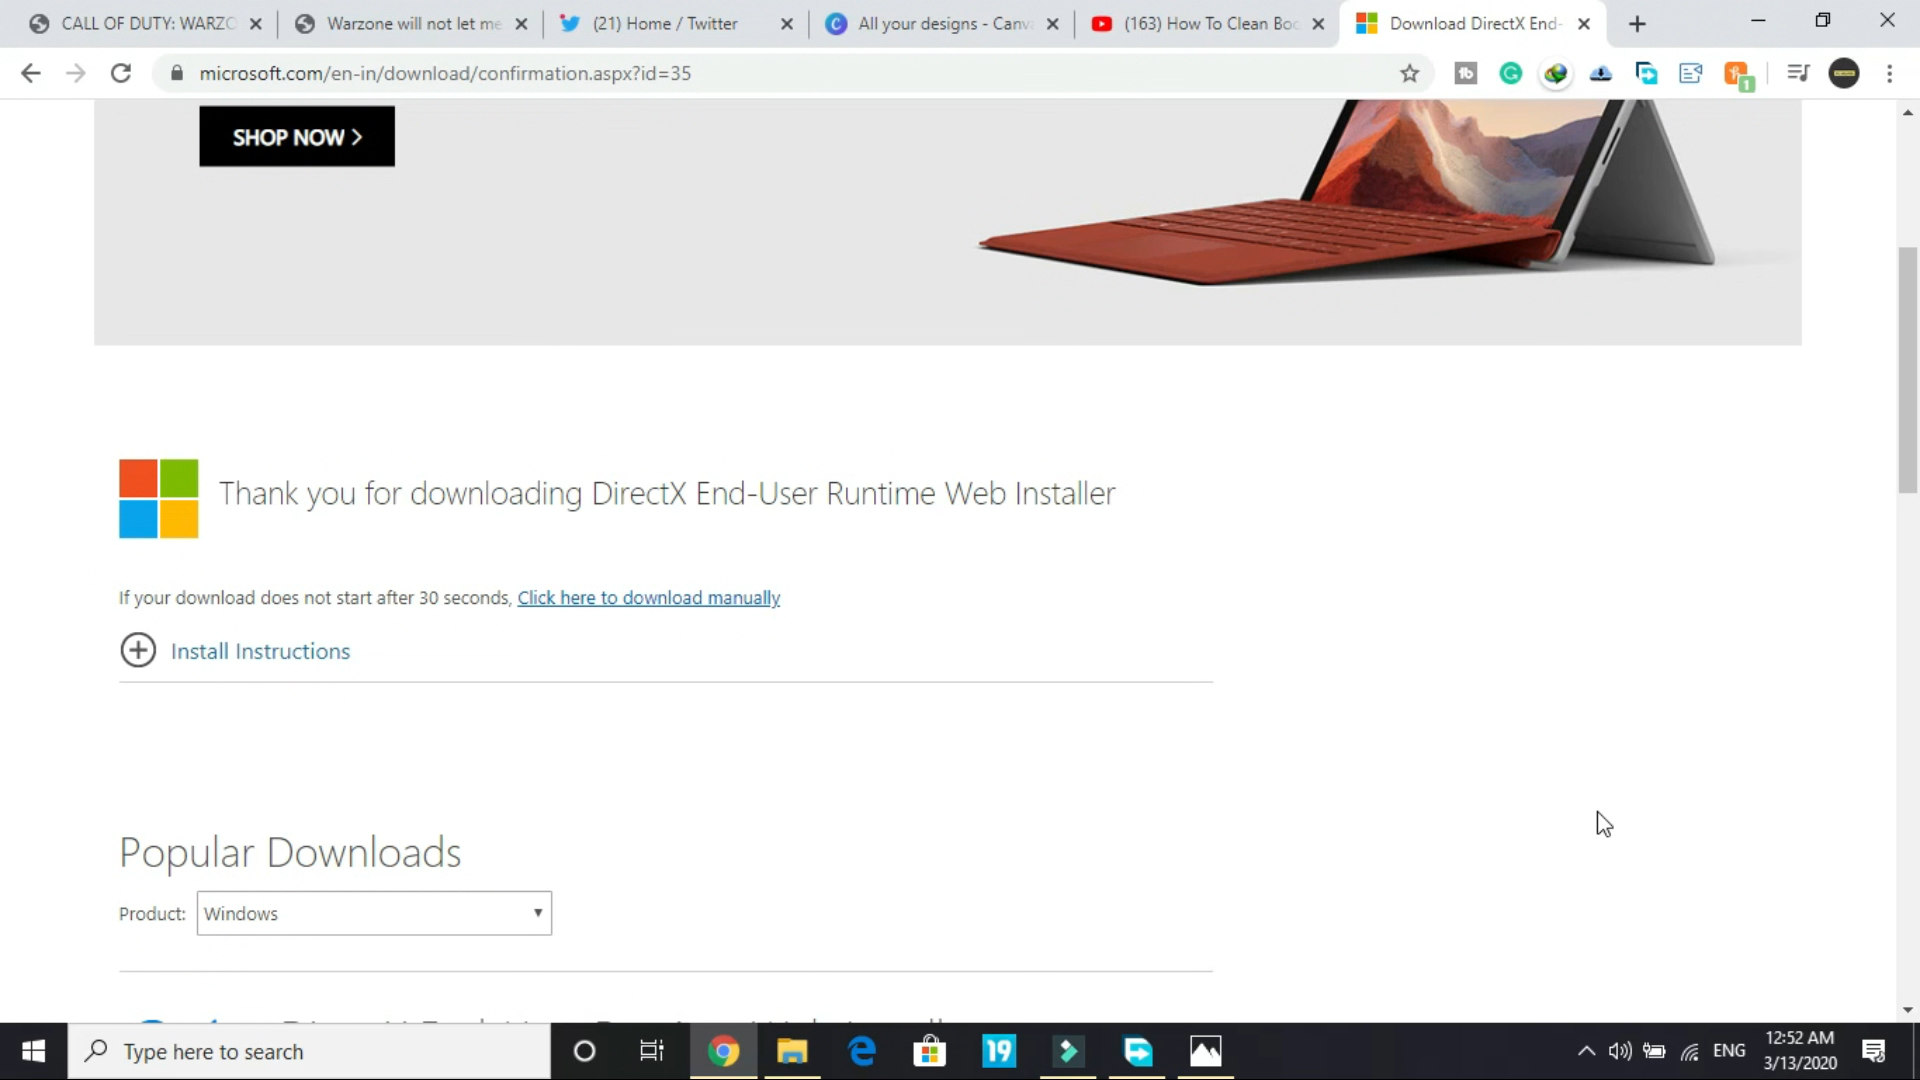 CALL OF DUTY: WARZO
Warzone will not let me
(21) Home / Twitter
All your designs - Canv
(163) How To Clean Boo
Download DirectX End-
microsoft.com/en-in/download/confirmation.aspx?id=35
SHOP NOW >
Thank you for downloading DirectX End-User Runtime Web Installer
If your download does not start after 30 seconds, Click here to download manually
Install Instructions
Popular Downloads
Product: Windows
Type here to search
19
ENG
12:52 AM
3/13/2020